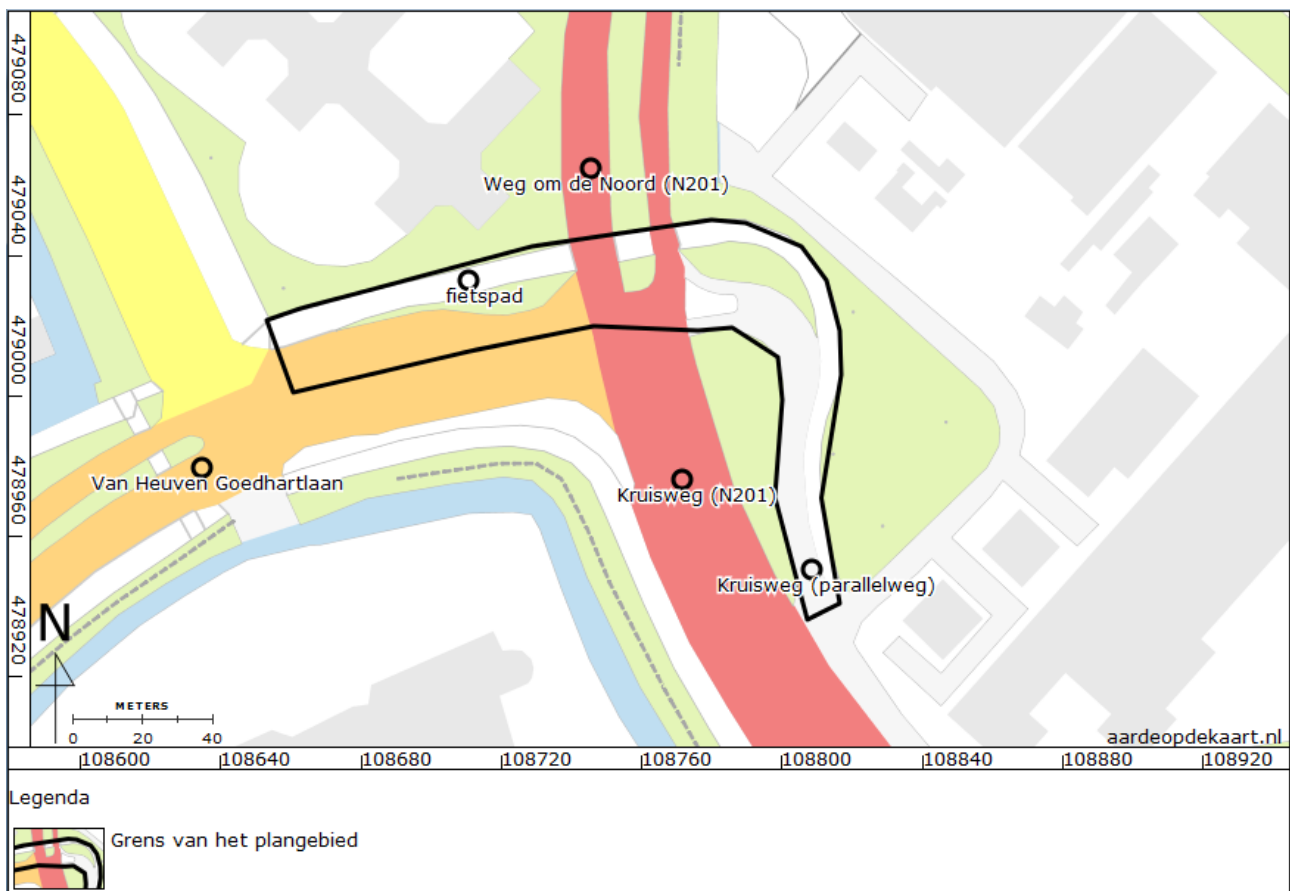 479080
479040
479000
478960
478920
Weg om de Noord (N201)
fietspad
Van Heuven Goedhartlaan
Kruisweg (N201)
Kruisweg (parallelweg)
N
METERS
0 20 40
aardeopdekaart.nl
108600 108640 108680 108720 108760 108800 108840 108880 108920
Legenda
Grens van het plangebied